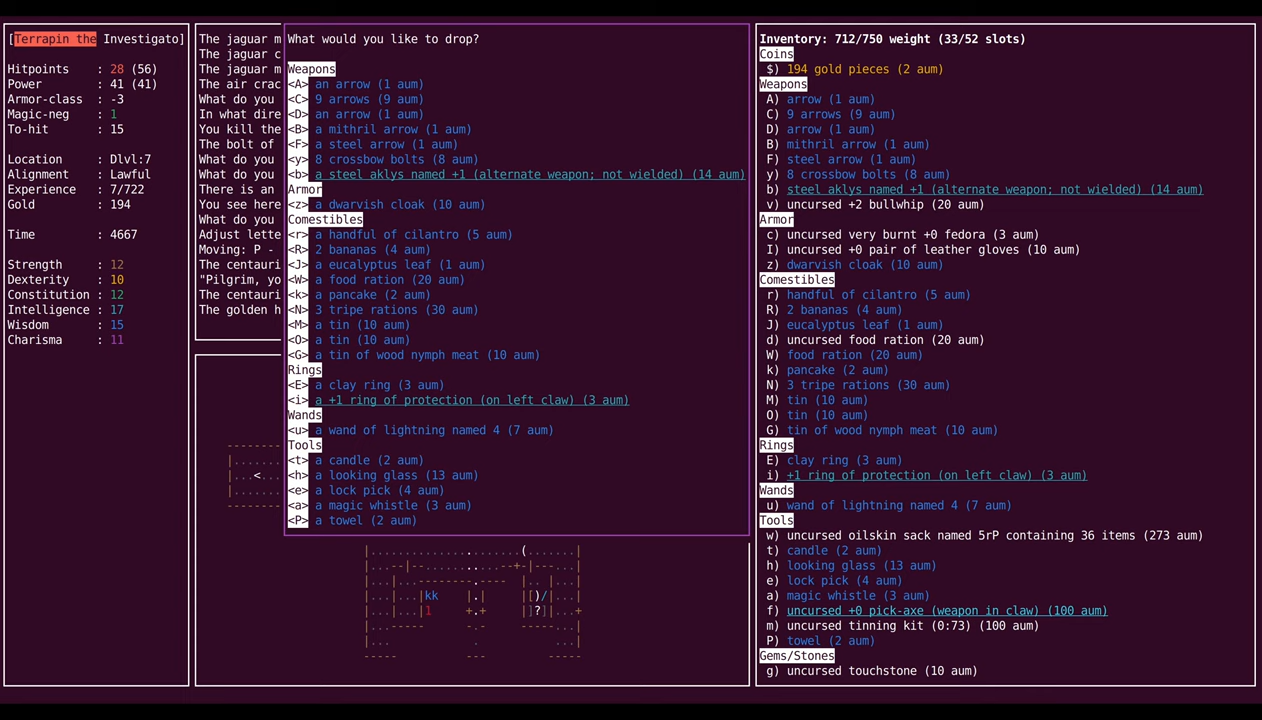 [Terrapin the Investigato]
Hitpoints : 28 (56)
Power : 41 (41)
Armor-class : -3
Magic-neg : 1
To-hit : 15
Location : Dlvl:7
Alignment : Lawful
Experience : 7/722
Gold : 194
Time : 4667
Strength : 12
Dexterity : 10
Constitution : 12
Intelligence : 17
Wisdom : 15
Charisma : 11
The jaguar m
The jaguar c
The jaguar m
The air crac
What do you
In what dire
You kill the
The bolt of
What do you
What do you
There is an
You see here
What do you
Adjust lette
Moving: P -
The centauri
"Pilgrim, yo
The centauri
The golden h
What would you like to drop?
Weapons
<A> an arrow (1 aum)
<C> 9 arrows (9 aum)
<D> an arrow (1 aum)
<B> a mithril arrow (1 aum)
<F> a steel arrow (1 aum)
<y> 8 crossbow bolts (8 aum)
<b> a steel aklys named +1 (alternate weapon; not wielded) (14 aum)
Armor
<z> a dwarvish cloak (10 aum)
Comestibles
<r> a handful of cilantro (5 aum)
<R> 2 bananas (4 aum)
<J> a eucalyptus leaf (1 aum)
<W> a food ration (20 aum)
<k> a pancake (2 aum)
<N> 3 tripe rations (30 aum)
<M> a tin (10 aum)
<O> a tin (10 aum)
<G> a tin of wood nymph meat (10 aum)
Rings
<E> a clay ring (3 aum)
<i> a +1 ring of protection (on left claw) (3 aum)
Wands
<u> a wand of lightning named 4 (7 aum)
Tools
<t> a candle (2 aum)
<h> a looking glass (13 aum)
<e> a lock pick (4 aum)
<a> a magic whistle (3 aum)
<P> a towel (2 aum)
--------
|.......
|...<...
|.......
--------
|..............,.......(.......|
|...--|--.......‥.---+-|---...|
|...|...--------.---- |.. |...|
|...|...|kk    |.|     |[)/|...|
|...|...|1     +.+     |]?]|...+
|...-----      -.-     -----...|
|...            .          ...|
-----          ---        -----
Inventory: 712/750 weight (33/52 slots)
Coins
$) 194 gold pieces (2 aum)
Weapons
A) arrow (1 aum)
C) 9 arrows (9 aum)
D) arrow (1 aum)
B) mithril arrow (1 aum)
F) steel arrow (1 aum)
y) 8 crossbow bolts (8 aum)
b) steel aklys named +1 (alternate weapon; not wielded) (14 aum)
v) uncursed +2 bullwhip (20 aum)
Armor
c) uncursed very burnt +0 fedora (3 aum)
I) uncursed +0 pair of leather gloves (10 aum)
z) dwarvish cloak (10 aum)
Comestibles
r) handful of cilantro (5 aum)
R) 2 bananas (4 aum)
J) eucalyptus leaf (1 aum)
d) uncursed food ration (20 aum)
W) food ration (20 aum)
k) pancake (2 aum)
N) 3 tripe rations (30 aum)
M) tin (10 aum)
O) tin (10 aum)
G) tin of wood nymph meat (10 aum)
Rings
E) clay ring (3 aum)
i) +1 ring of protection (on left claw) (3 aum)
Wands
u) wand of lightning named 4 (7 aum)
Tools
w) uncursed oilskin sack named 5rP containing 36 items (273 aum)
t) candle (2 aum)
h) looking glass (13 aum)
e) lock pick (4 aum)
a) magic whistle (3 aum)
f) uncursed +0 pick-axe (weapon in claw) (100 aum)
m) uncursed tinning kit (0:73) (100 aum)
P) towel (2 aum)
Gems/Stones
g) uncursed touchstone (10 aum)